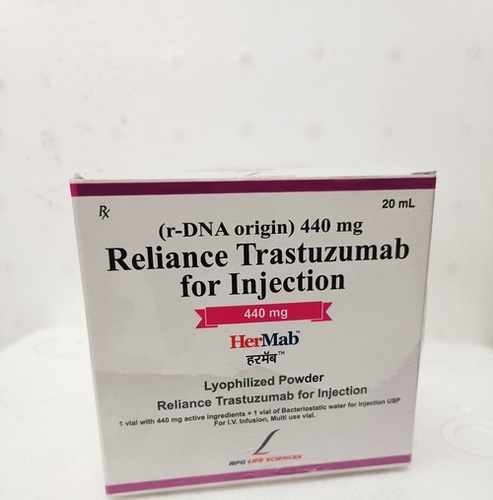 Rx
20 mL
(r-DNA origin) 440 mg
Reliance Trastuzumab
for Injection
440 mg
HerMab™
हरमॅब™
Lyophilized Powder
Reliance Trastuzumab for Injection
1 vial with 440 mg active ingredients + 1 vial of Bacteriostatic water for Injection USP
For I.V. Infusion, Multi use vial.
RPG LIFE SCIENCES